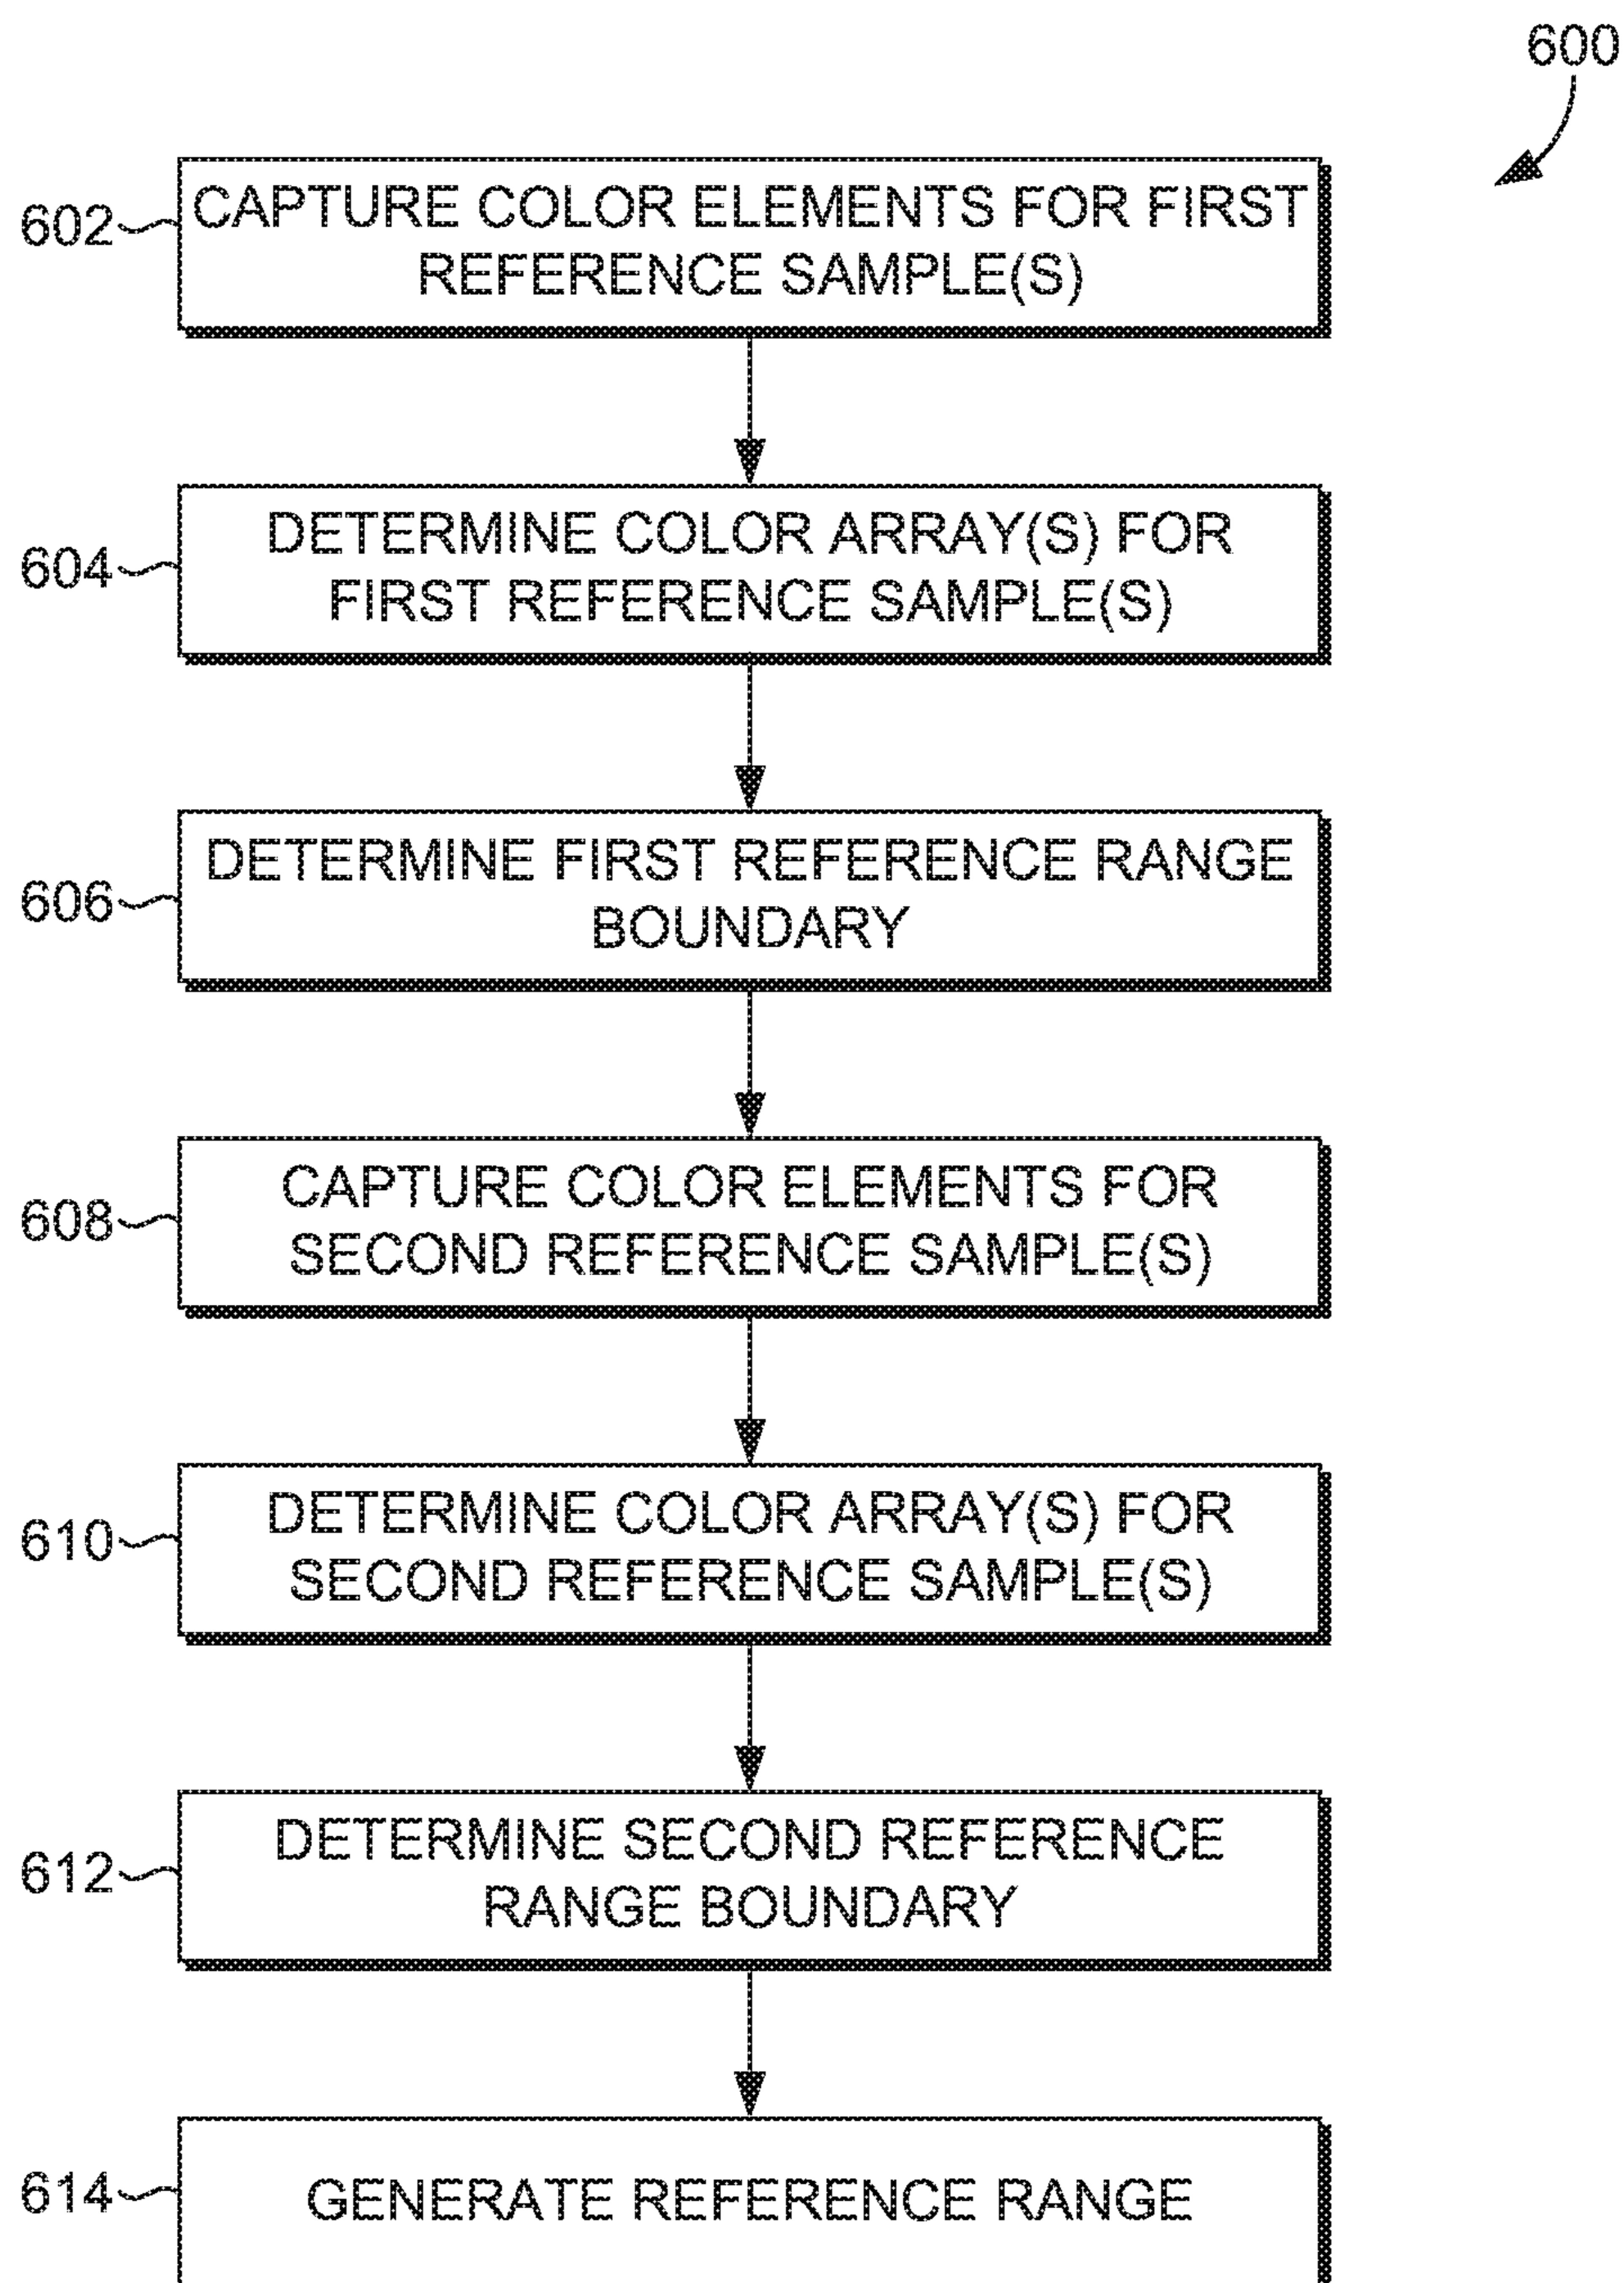 600
602
CAPTURE COLOR ELEMENTS FOR FIRST
REFERENCE SAMPLE(S)
604
DETERMINE COLOR ARRAY(S) FOR
FIRST REFERENCE SAMPLE(S)
606
DETERMINE FIRST REFERENCE RANGE
BOUNDARY
608
CAPTURE COLOR ELEMENTS FOR
SECOND REFERENCE SAMPLE(S)
610
DETERMINE COLOR ARRAY(S) FOR
SECOND REFERENCE SAMPLE(S)
612
DETERMINE SECOND REFERENCE
RANGE BOUNDARY
614
GENERATE REFERENCE RANGE